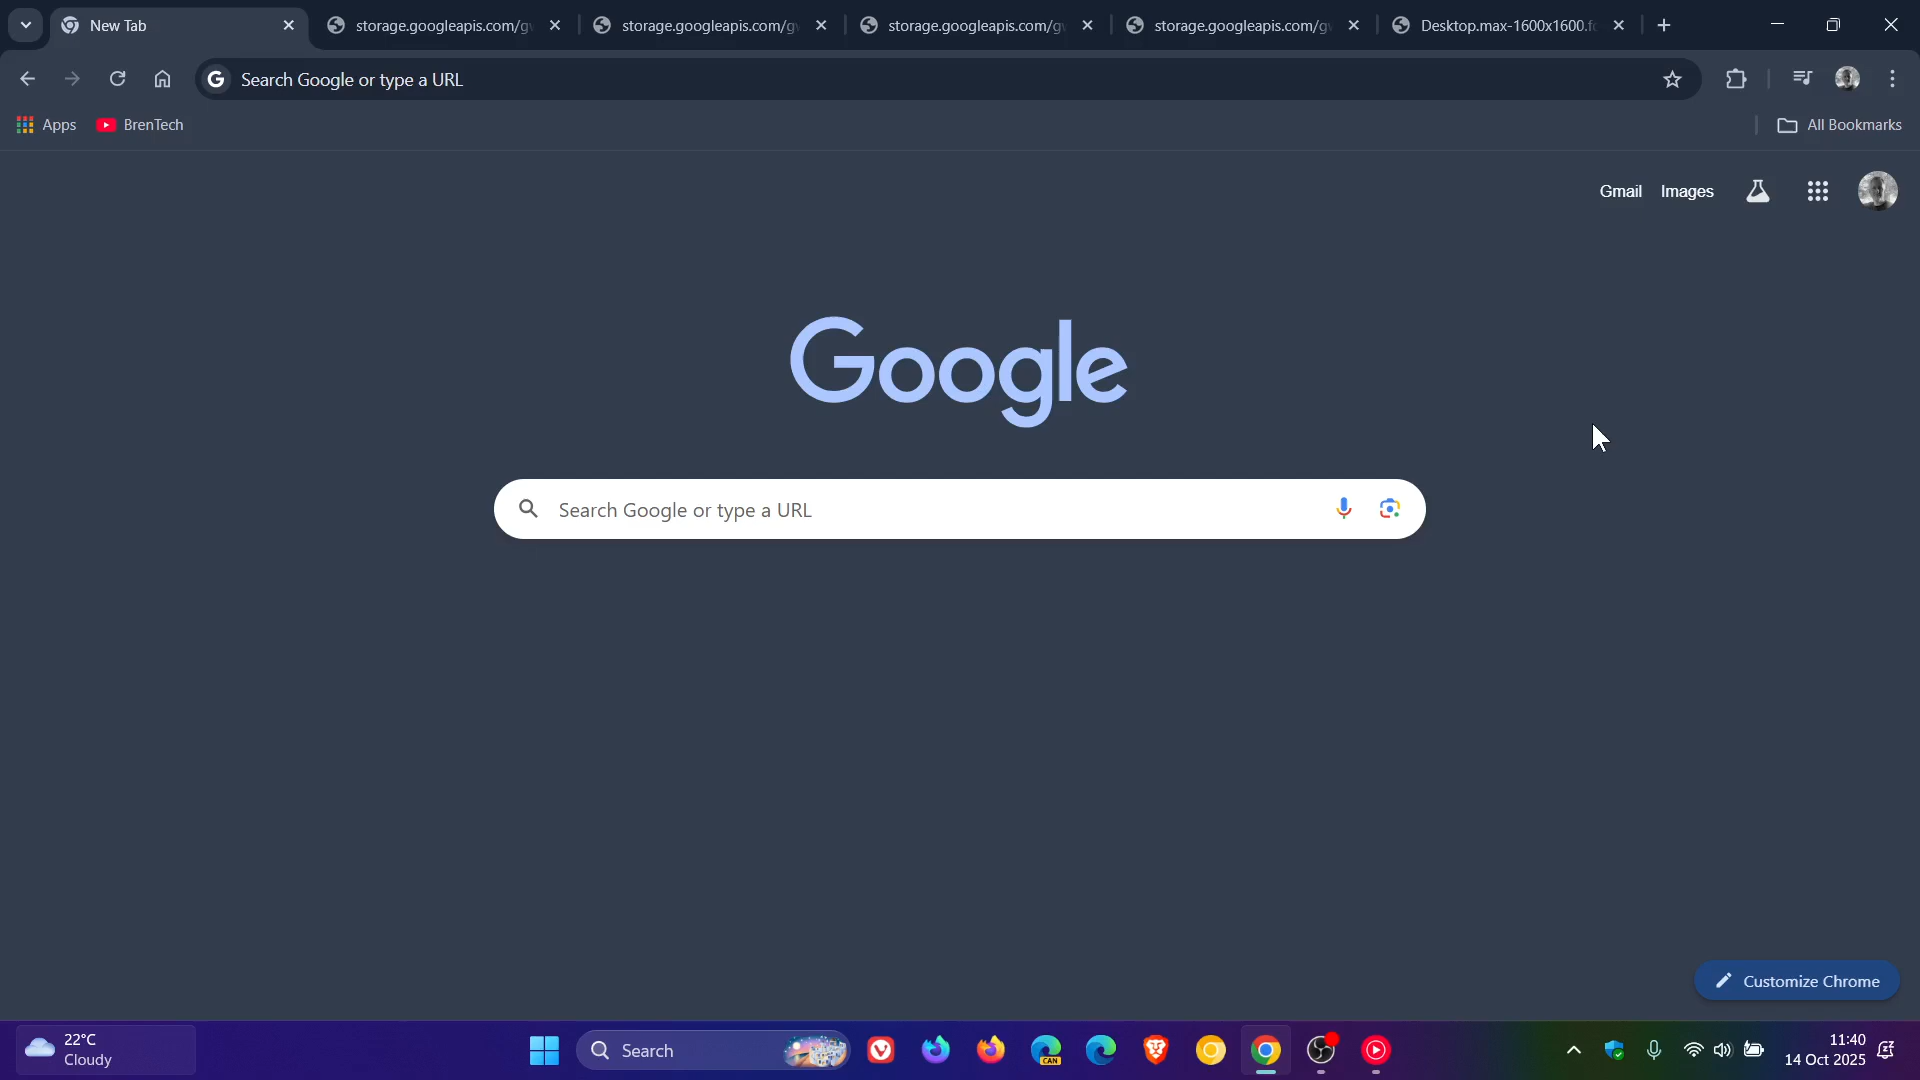 New Tab
storage.googleapis.com/g
storage.googleapis.com/g
storage.googleapis.com/g
storage.googleapis.com/g
Desktop.max-1600x1600.f
Search Google or type a URL
Apps
BrenTech
All Bookmarks
Gmail
Images
Google
Search Google or type a URL
Customize Chrome
22°C
Cloudy
Search
CAN
11:40
14 Oct 2025